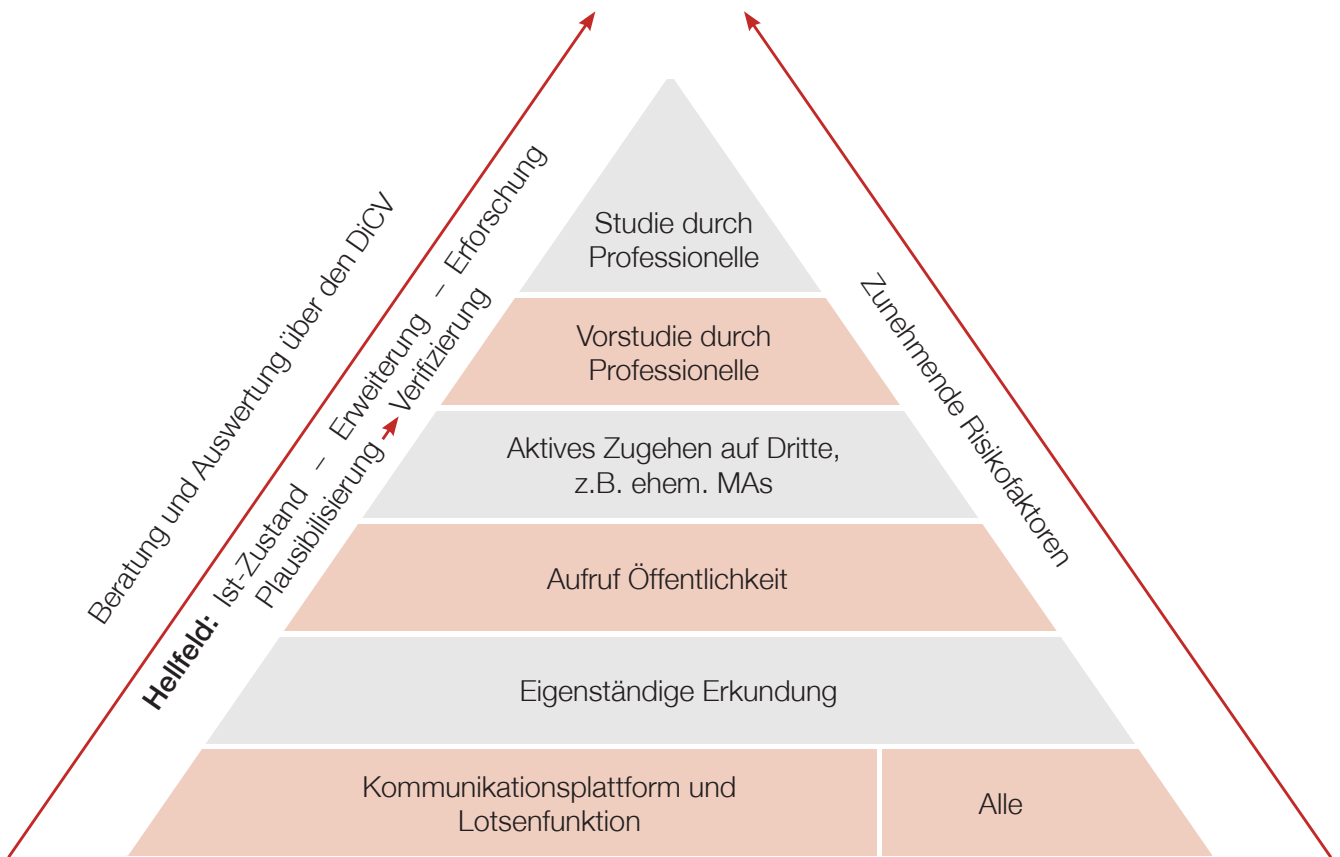 Beratung und Auswertung über den DiCV
Hellfeld: Ist-Zustand – Erweiterung – Erforschung
Plausibilisierung Verifizierung
Zunehmende Risikofaktoren
Studie durch
Professionelle
Vorstudie durch
Professionelle
Aktives Zugehen auf Dritte,
z.B. ehem. MAs
Aufruf Öffentlichkeit
Eigenständige Erkundung
Kommunikationsplattform und
Lotsenfunktion
Alle